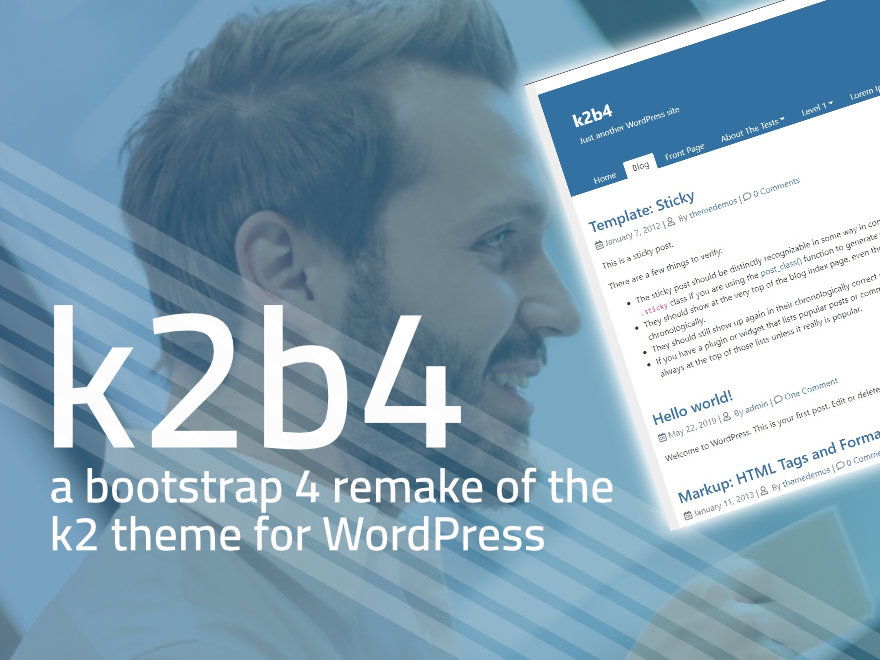 k2b4
Just another WordPress site
Home Blog Front Page About The Tests Level 1
Template: Sticky
January 7, 2012 | By themedemos | 0 Comments
This is a sticky post.
There are a few things to verify:
The sticky post should be distinctly recognizable in some way in
.sticky class if you are using the post_class() function to generate
They should show at the very top of the blog index page, even
They should still show up again in their chronologically correct
chronologically.
If you have a plugin or widget that lists popular posts or
always at the top of those lists unless it really is popular.
Hello world!
May 22, 2019 | By admin | One Comment
Welcome to WordPress. This is your first post. Edit or delete
Markup: HTML Tags and
January 11, 2013 | By themedemos | 0
k2b4
a bootstrap 4 remake of the
k2 theme for WordPress